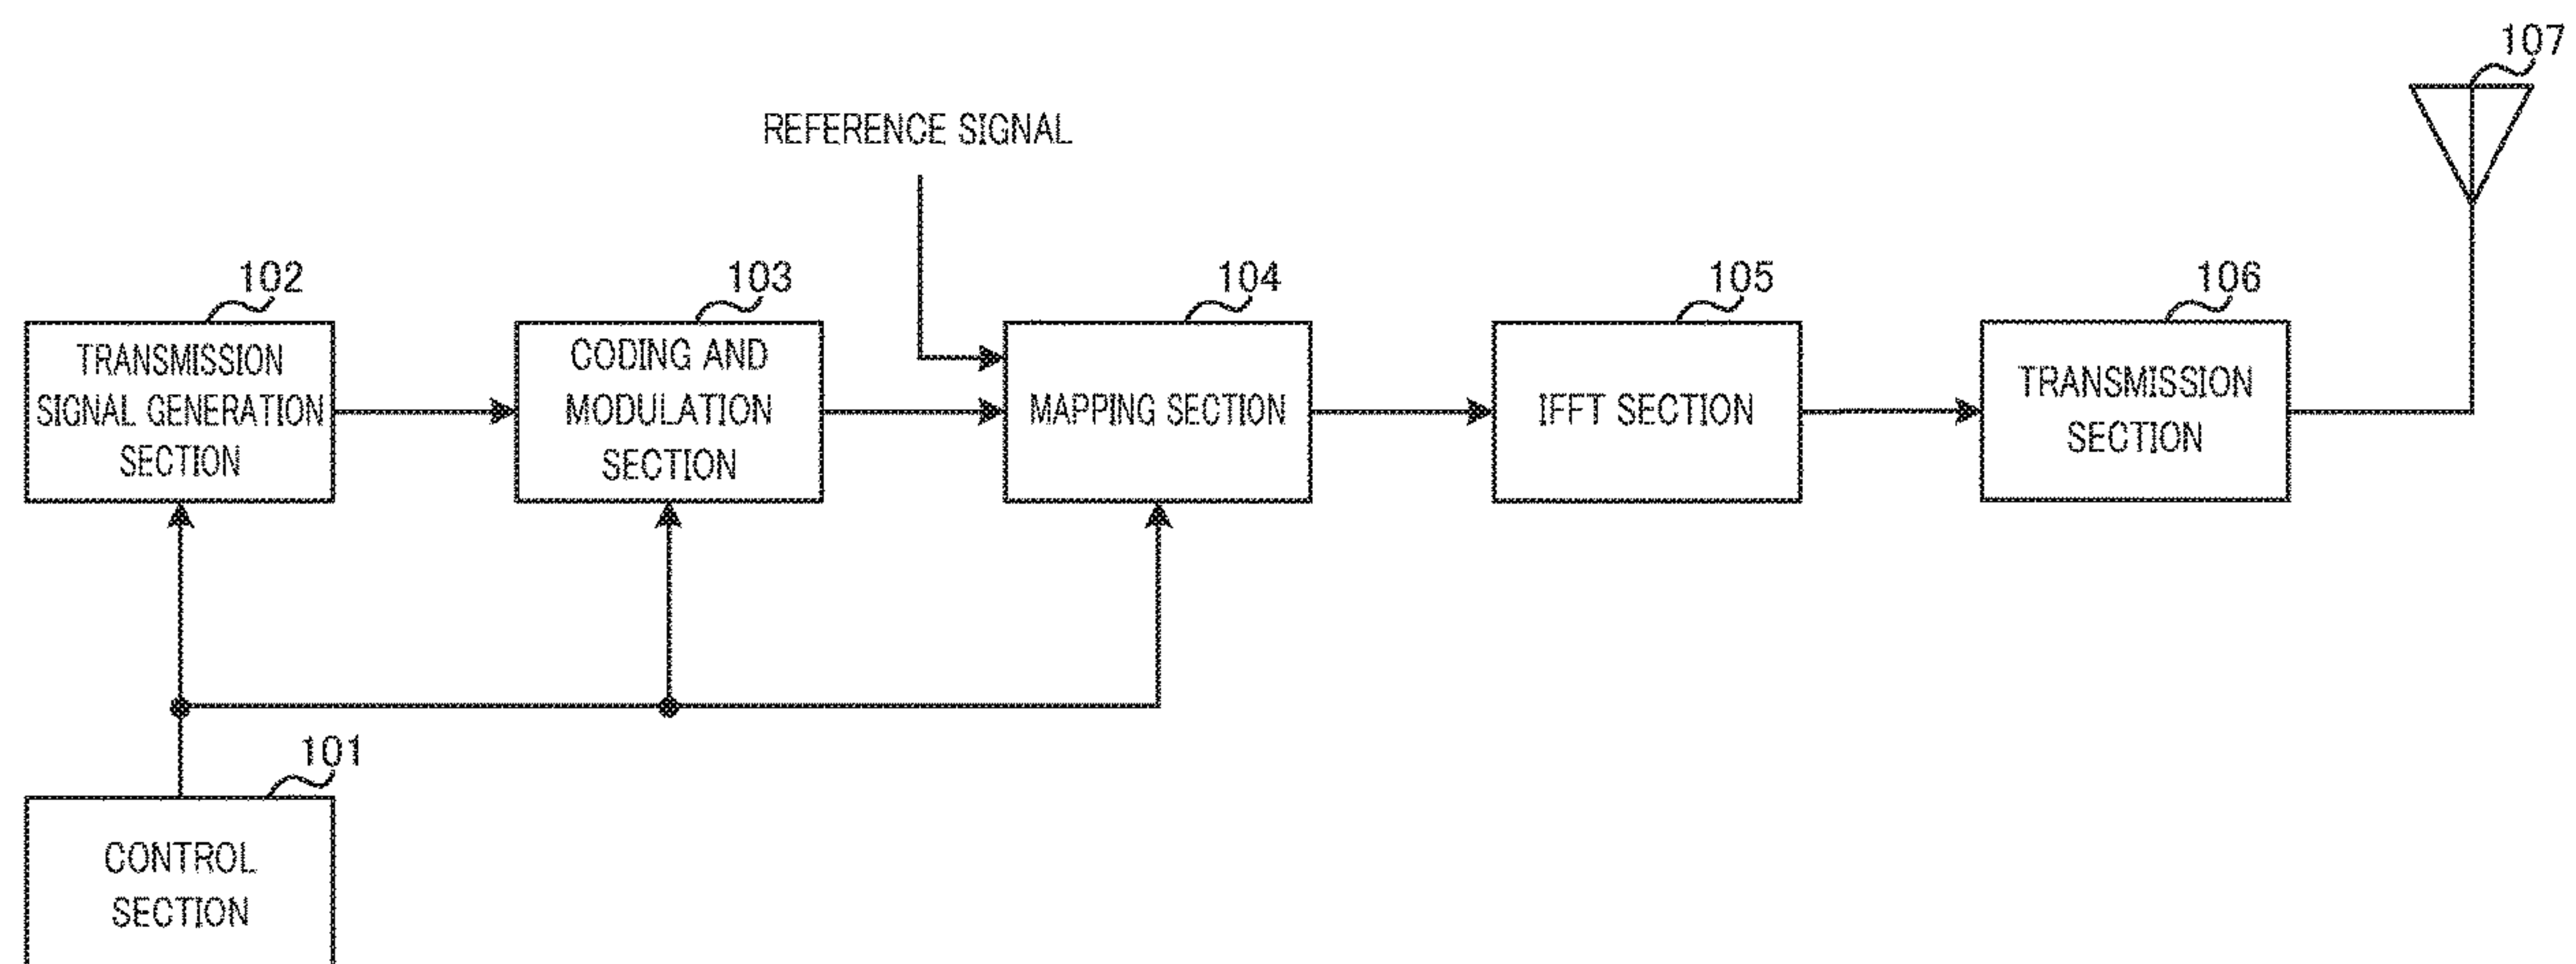 107
REFERENCE SIGNAL
102
103
104
105
106
TRANSMISSION
SIGNAL GENERATION
SECTION
CODING AND
MODULATION
SECTION
MAPPING SECTION
IFFT SECTION
TRANSMISSION
SECTION
101
CONTROL
SECTION